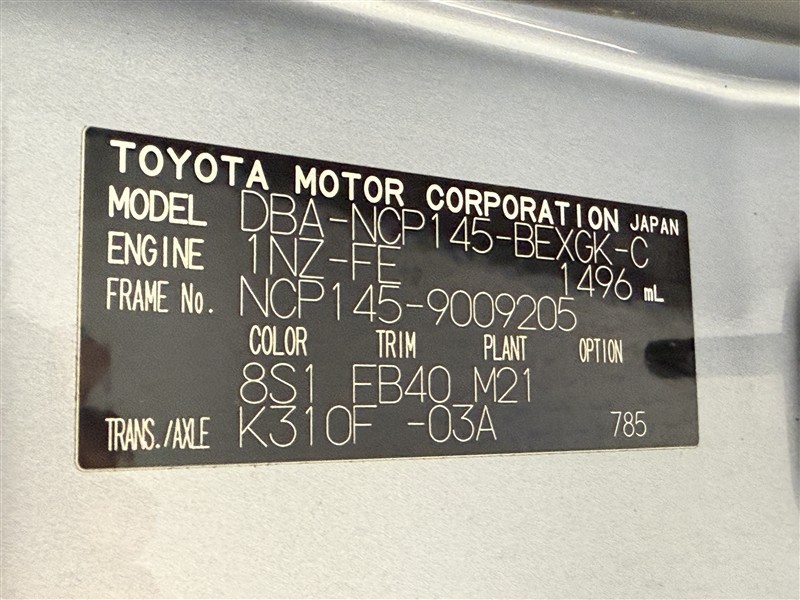 TOYOTA MOTOR CORPORATION JAPAN
MODEL DBA-NCP145-BEXGK-C
ENGINE 1NZ-FE 1496 mL
FRAME No. NCP145-9009205
COLOR TRIM PLANT OPTION
8S1 FB40 M21
TRANS./AXLE K310F -03A 785